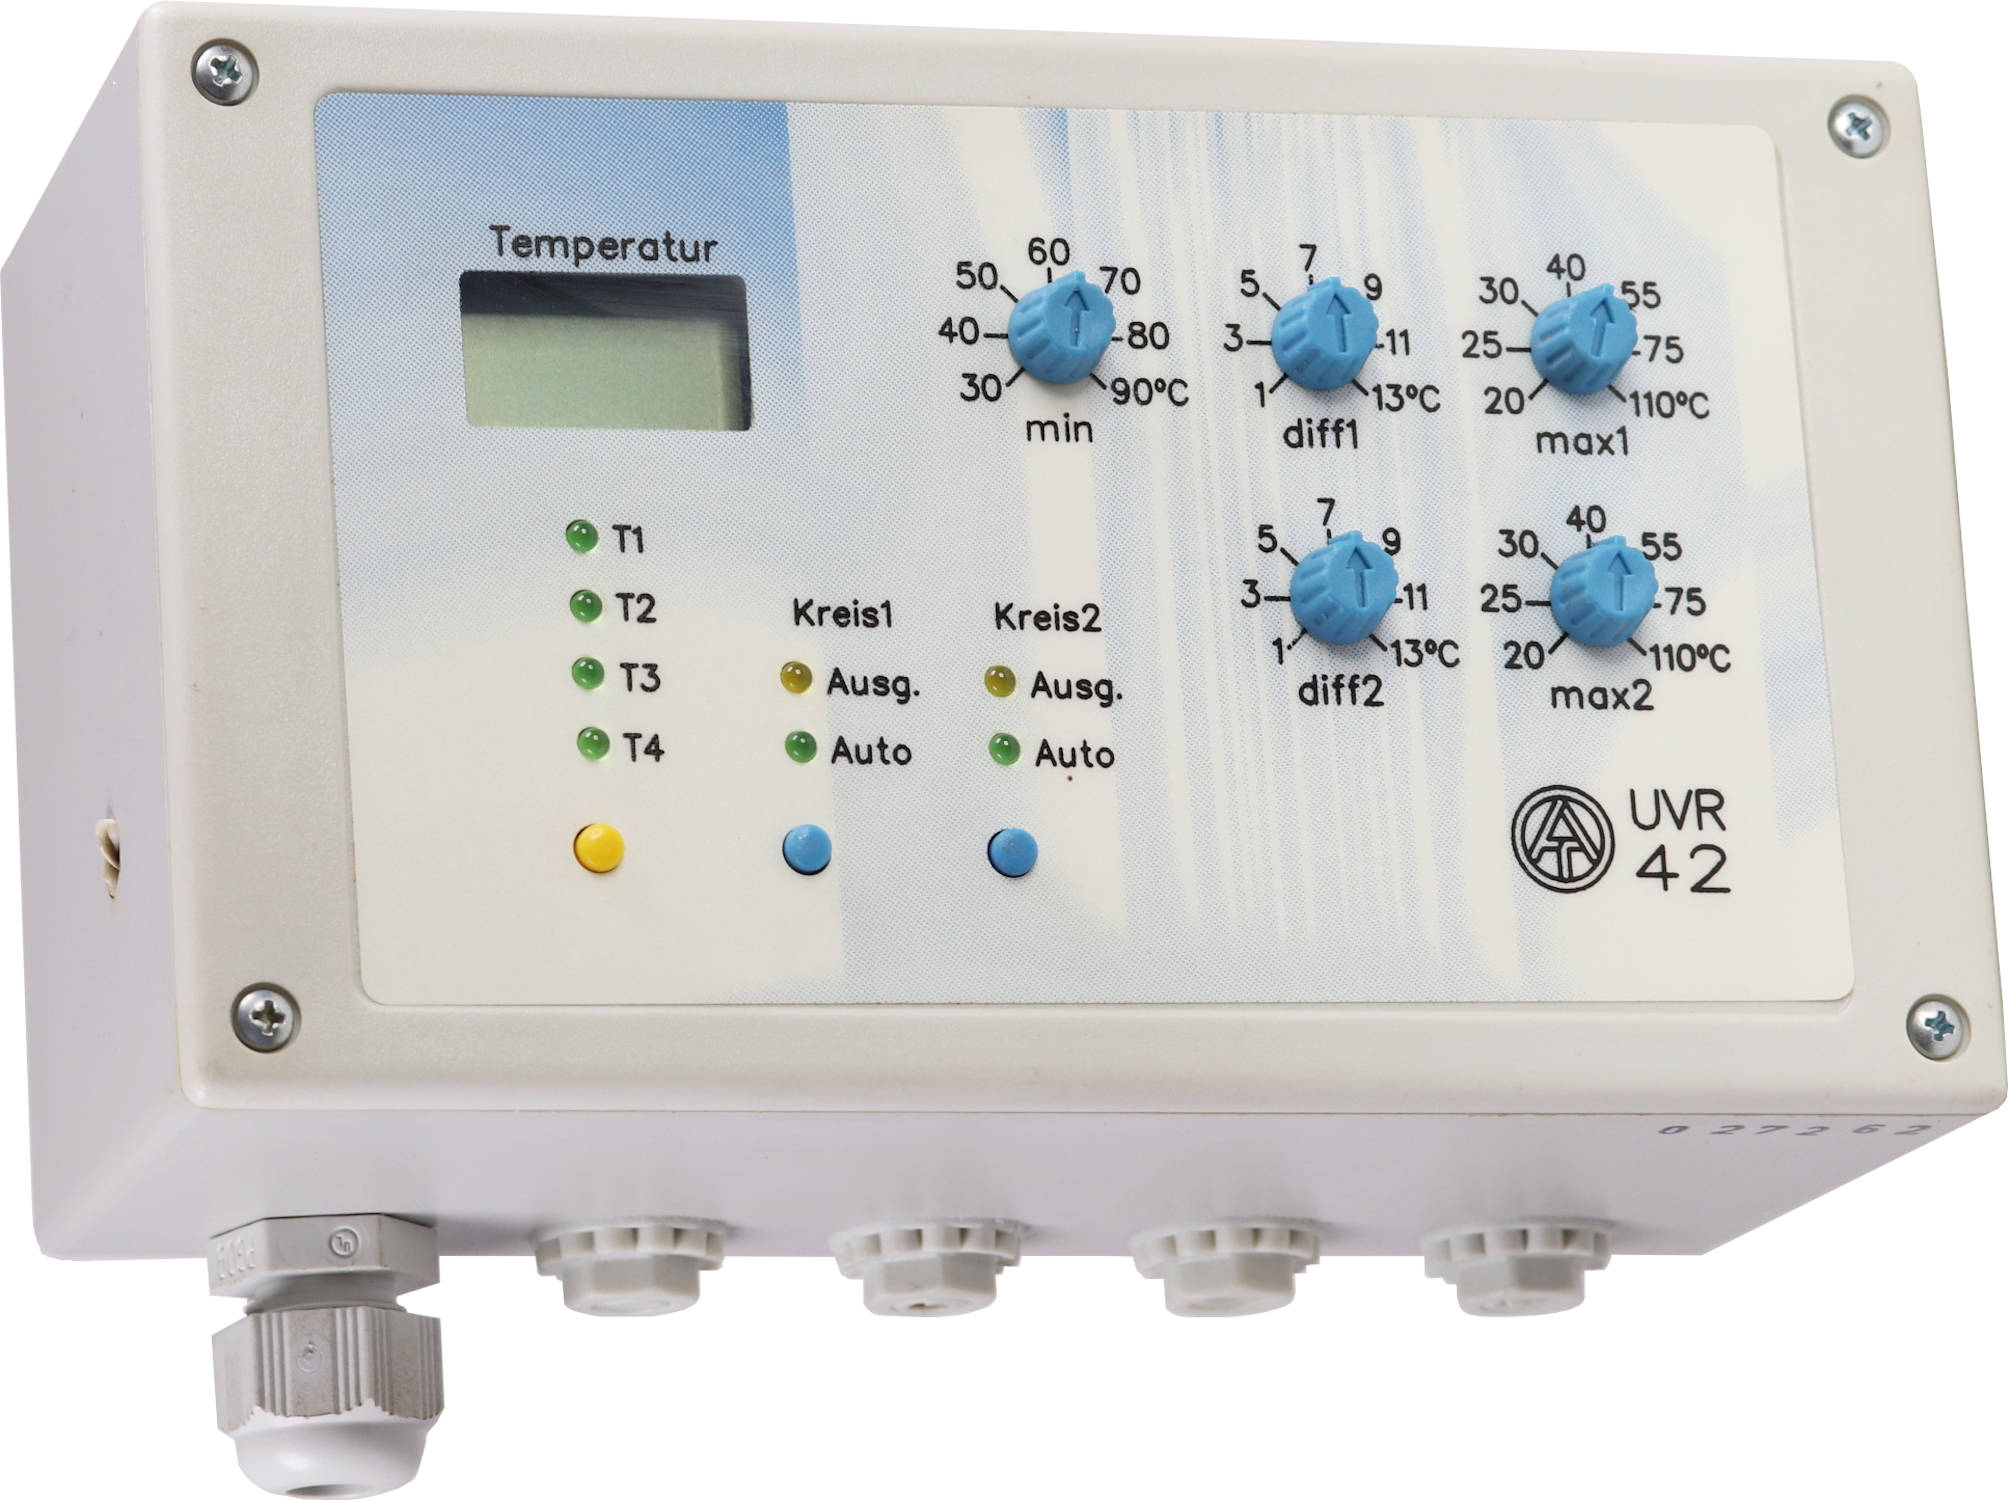 Temperatur
30 40 50 60 70 80 90°C
min
1 3 5 7 9 11 13°C
diff1
20 25 30 40 55 75 110°C
max1
1 3 5 7 9 11 13°C
diff2
20 25 30 40 55 75 110°C
max2
T1
T2
T3
T4
Kreis1
Ausg.
Auto
Kreis2
Ausg.
Auto
TA
UVR
42
027262